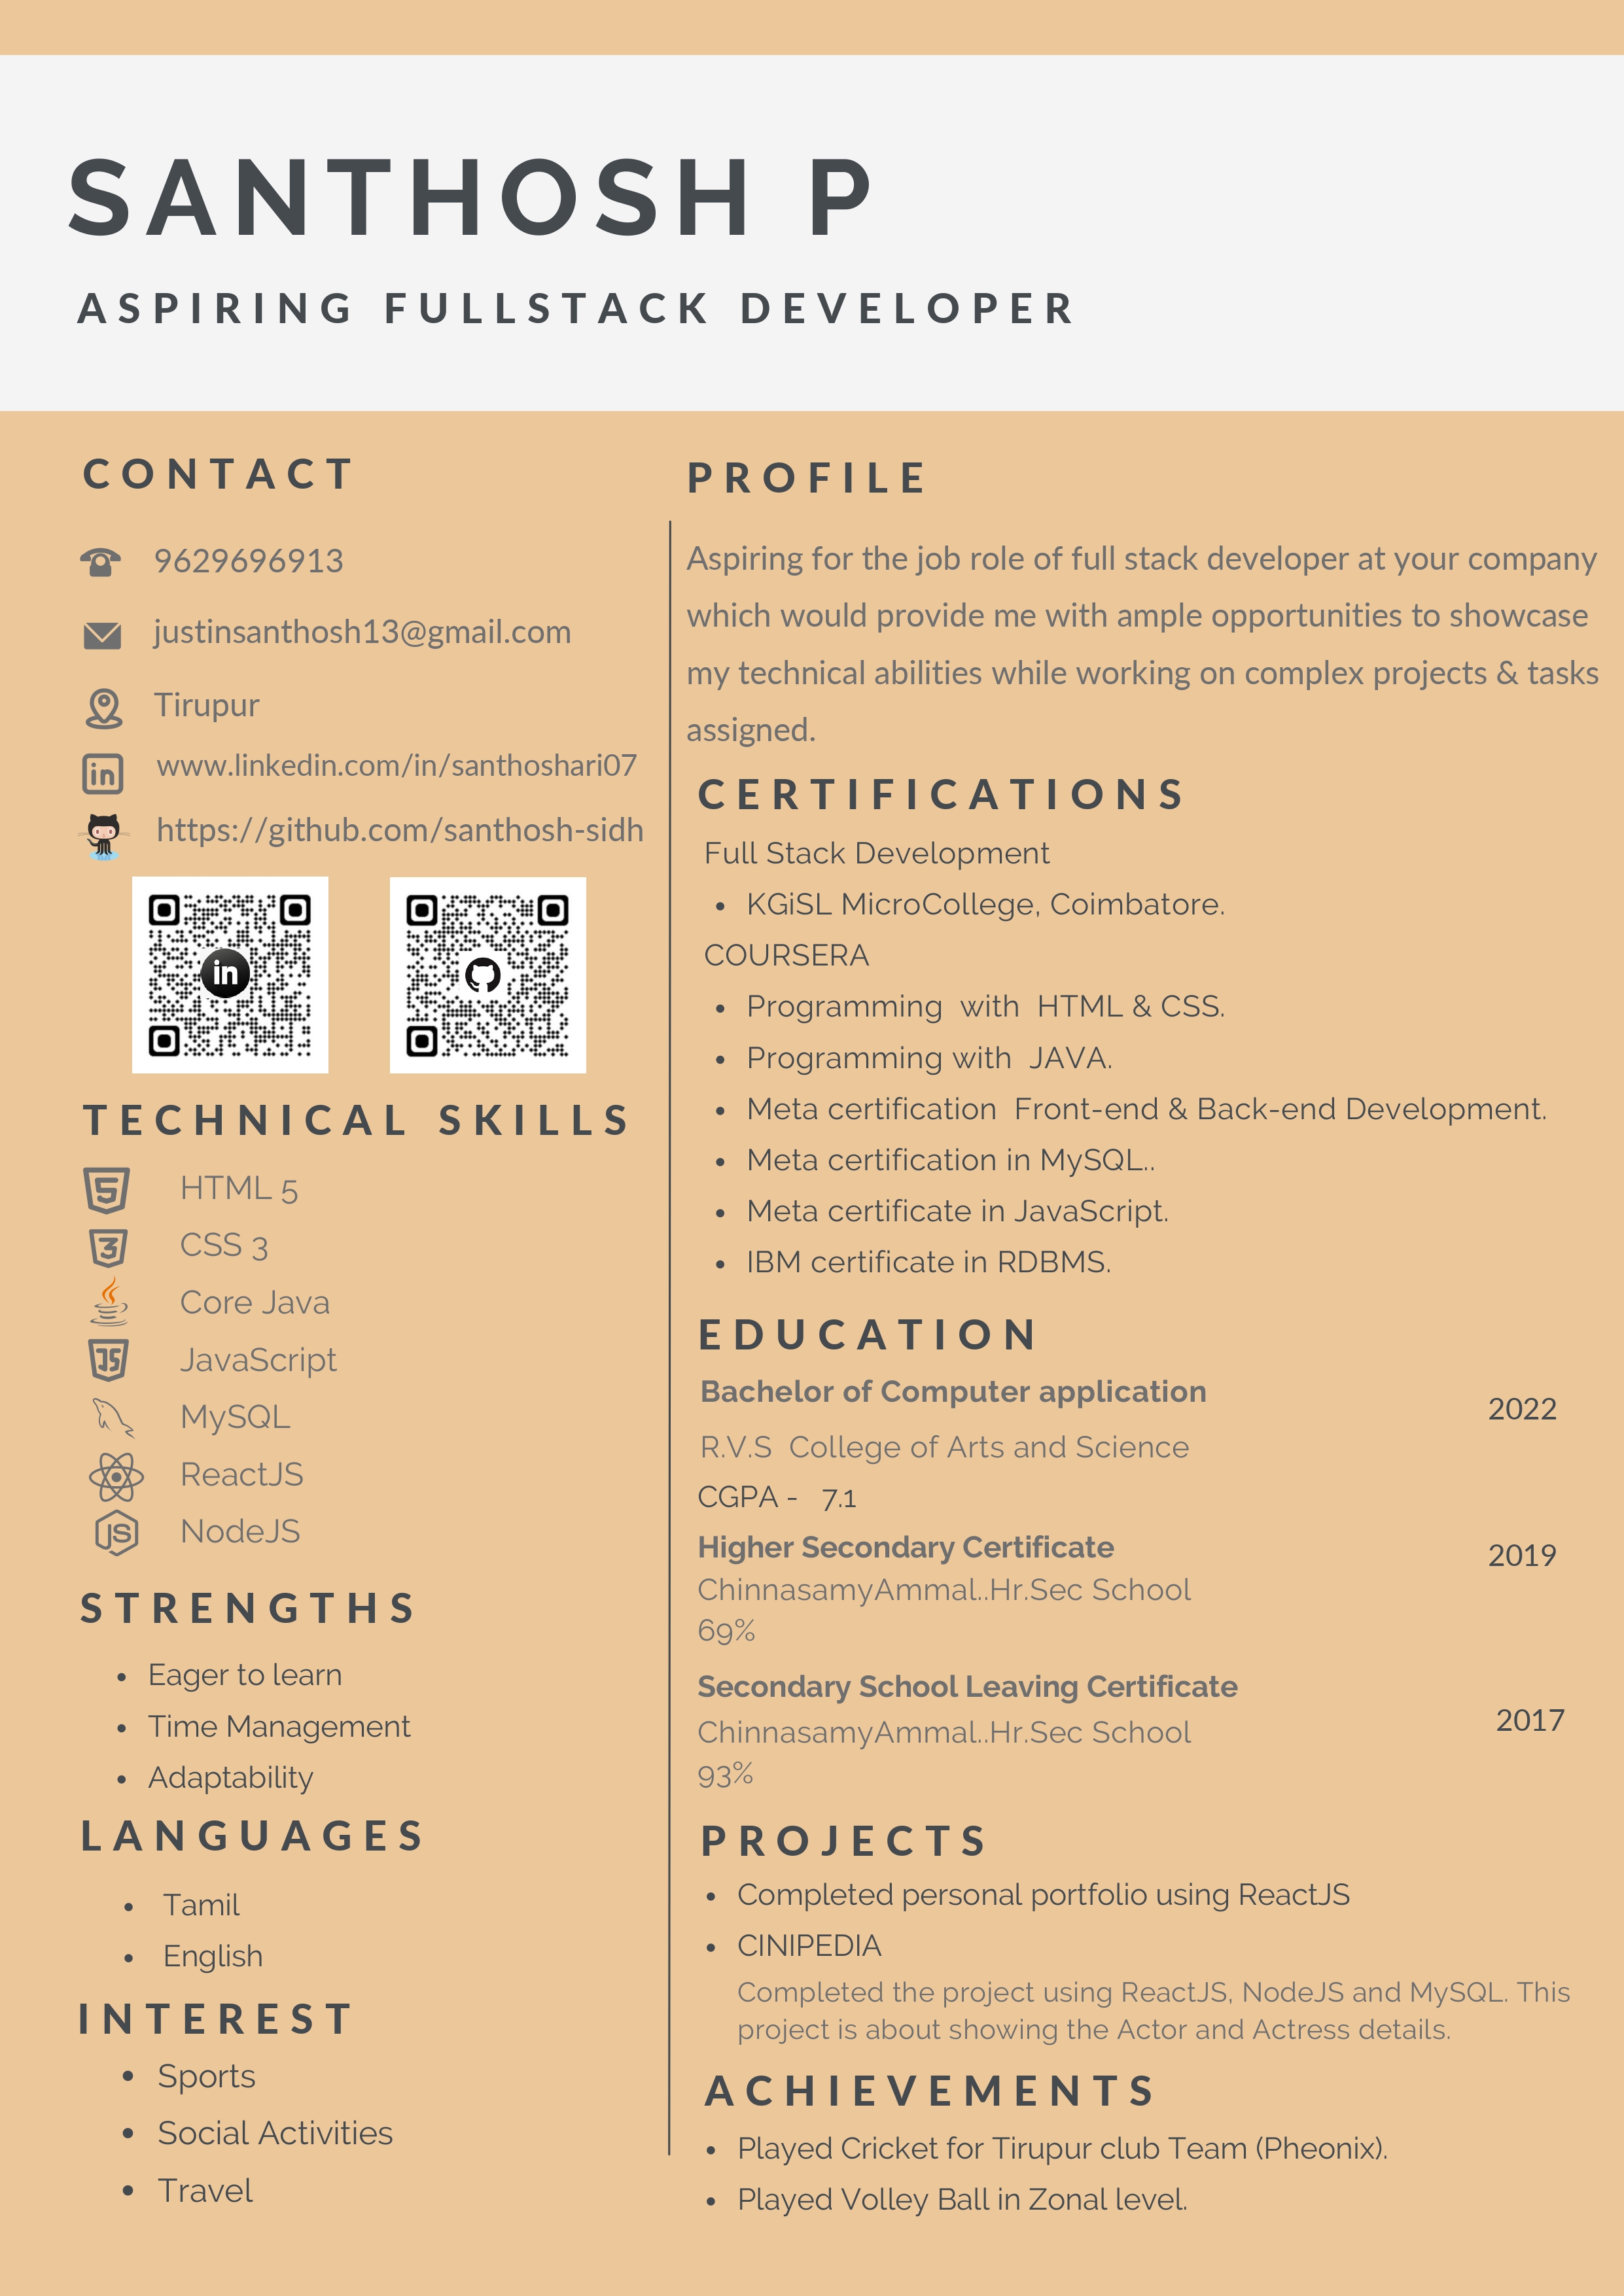 SANTHOSH P
ASPIRING FULLSTACK DEVELOPER
CONTACT
9629696913
justinsanthosh13@gmail.com
Tirupur
in
www.linkedin.com/in/santhoshari07
https://github.com/santhosh-sidh
in
TECHNICAL SKILLS
5 HTML 5
3 CSS 3
Core Java
JS JavaScript
MySQL
ReactJS
JS NodeJS
STRENGTHS
• Eager to learn
• Time Management
• Adaptability
LANGUAGES
• Tamil
• English
INTEREST
• Sports
• Social Activities
• Travel
PROFILE
Aspiring for the job role of full stack developer at your company
which would provide me with ample opportunities to showcase
my technical abilities while working on complex projects & tasks
assigned.
CERTIFICATIONS
Full Stack Development
• KGiSL MicroCollege, Coimbatore.
COURSERA
• Programming with HTML & CSS.
• Programming with JAVA.
• Meta certification Front-end & Back-end Development.
• Meta certification in MySQL..
• Meta certificate in JavaScript.
• IBM certificate in RDBMS.
EDUCATION
Bachelor of Computer application
2022
R.V.S College of Arts and Science
CGPA - 7.1
Higher Secondary Certificate
2019
ChinnasamyAmmal..Hr.Sec School
69%
Secondary School Leaving Certificate
2017
ChinnasamyAmmal..Hr.Sec School
93%
PROJECTS
• Completed personal portfolio using ReactJS
• CINIPEDIA
Completed the project using ReactJS, NodeJS and MySQL. This
project is about showing the Actor and Actress details.
ACHIEVEMENTS
• Played Cricket for Tirupur club Team (Pheonix).
• Played Volley Ball in Zonal level.